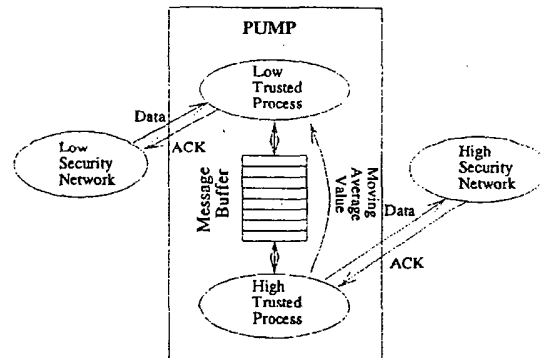 PUMP
Low
Trusted
Process
Data
ACK
Low
Security
Network
Message
Buffer
Moving
Average
Value
High
Security
Network
Data
ACK
High
Trusted
Process